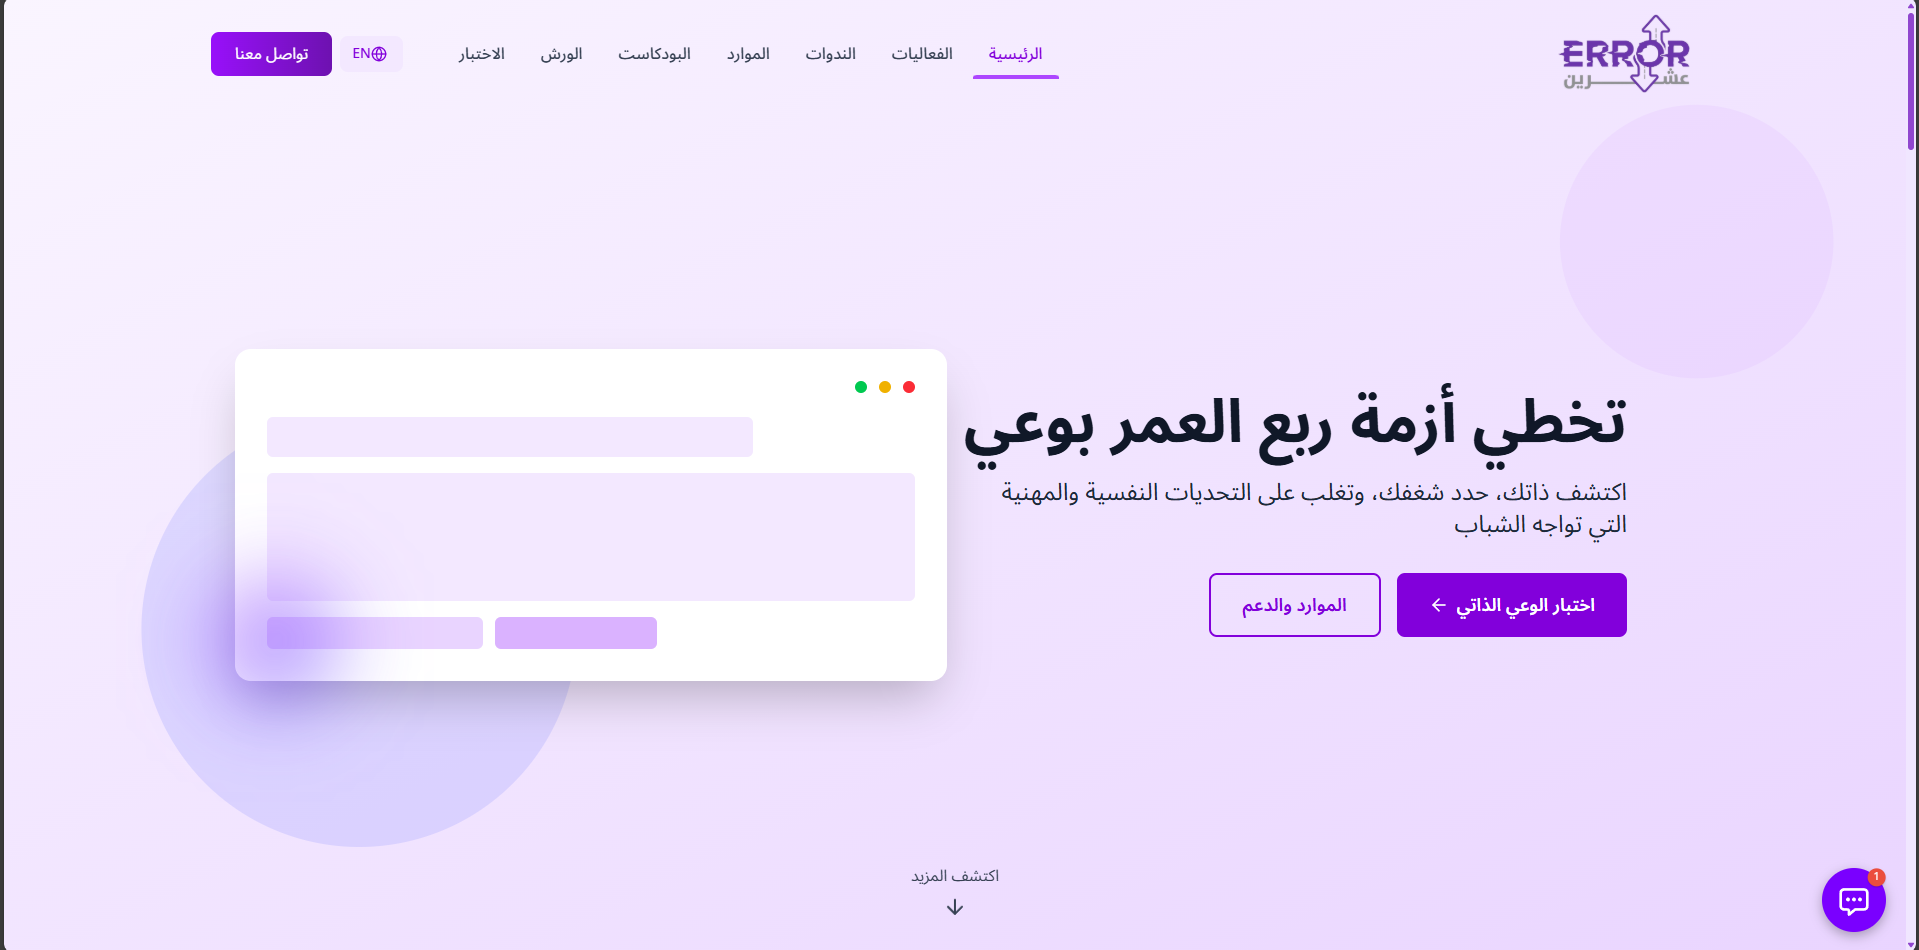 ERROR
عشرين
الرئيسية
الفعاليات
الندوات
الموارد
البودكاست
الورش
الاختبار
EN
تواصل معنا
تخطي أزمة ربع العمر بوعي
اكتشف ذاتك، حدد شغفك، وتغلب على التحديات النفسية والمهنية
التي تواجه الشباب
اختبار الوعي الذاتي ←
الموارد والدعم
اكتشف المزيد
1